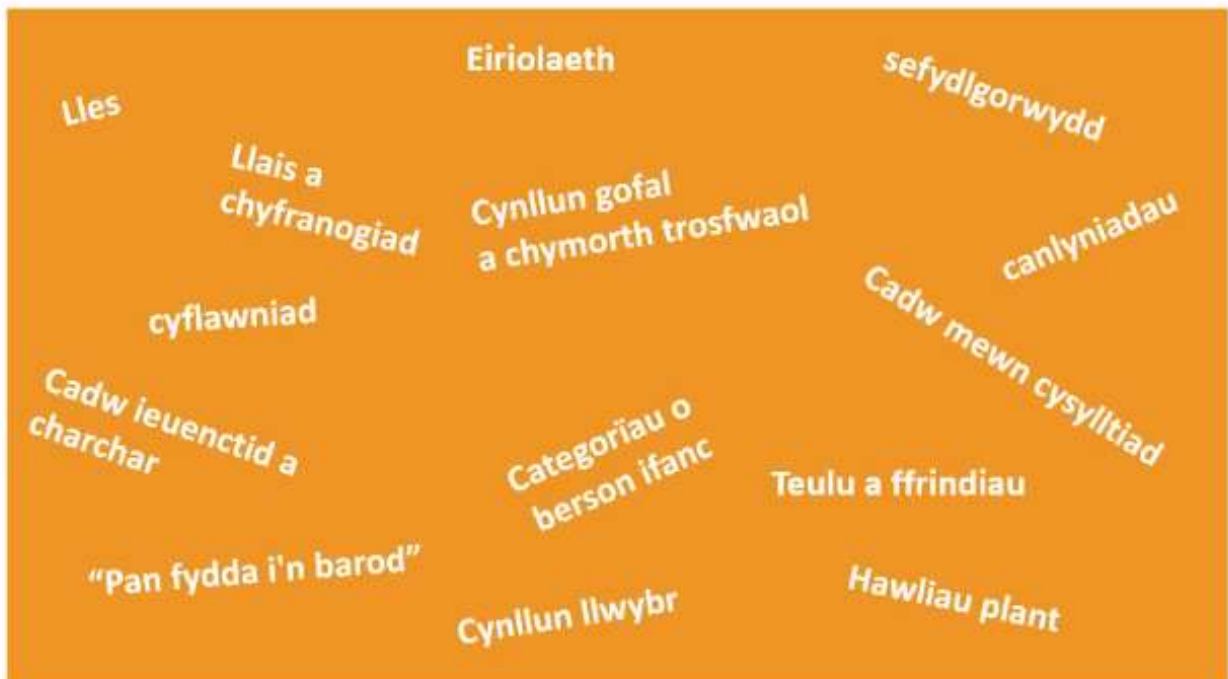 Eiriolaeth
sefydlgorwydd
Lles
Llais a
chyfranogiad
Cynllun gofal
a chymorth trosfwaol
canlyniadau
cyflawniad
Cadw mewn cysylltiad
Cadw ieuenctid a
charchar
Categorïau o
berson ifanc
Teulu a ffrindiau
“Pan fydda i'n barod”
Cynllun llwybr
Hawliau plant